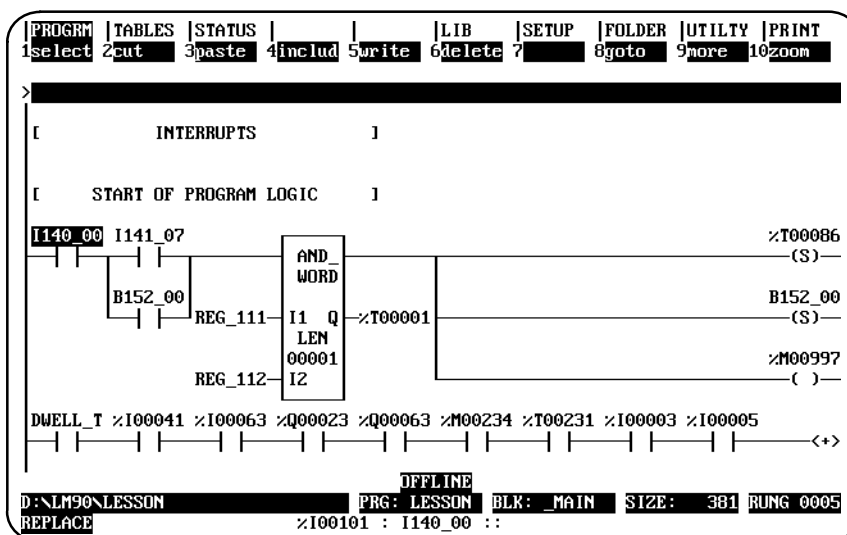 |PROGRM |TABLES |STATUS | | |LIB |SETUP |FOLDER |UTILTY |PRINT
1select 2cut 3paste 4includ 5write 6delete 7 8goto 9more 10zoom
>
[ INTERRUPTS ]
[ START OF PROGRAM LOGIC ]
I140_00 I141_07 %T00086
AND_ (S)
WORD
B152_00 B152_00
REG_111 I1 Q %T00001 (S)
LEN
00001 %M00997
REG_112 I2 ( )
DWELL_T %I00041 %I00063 %Q00023 %Q00063 %M00234 %T00231 %I00003 %I00005
<+>
OFFLINE
D:\LM90\LESSON PRG: LESSON BLK: _MAIN SIZE: 381 RUNG 0005
REPLACE %I00101 : I140_00 ::